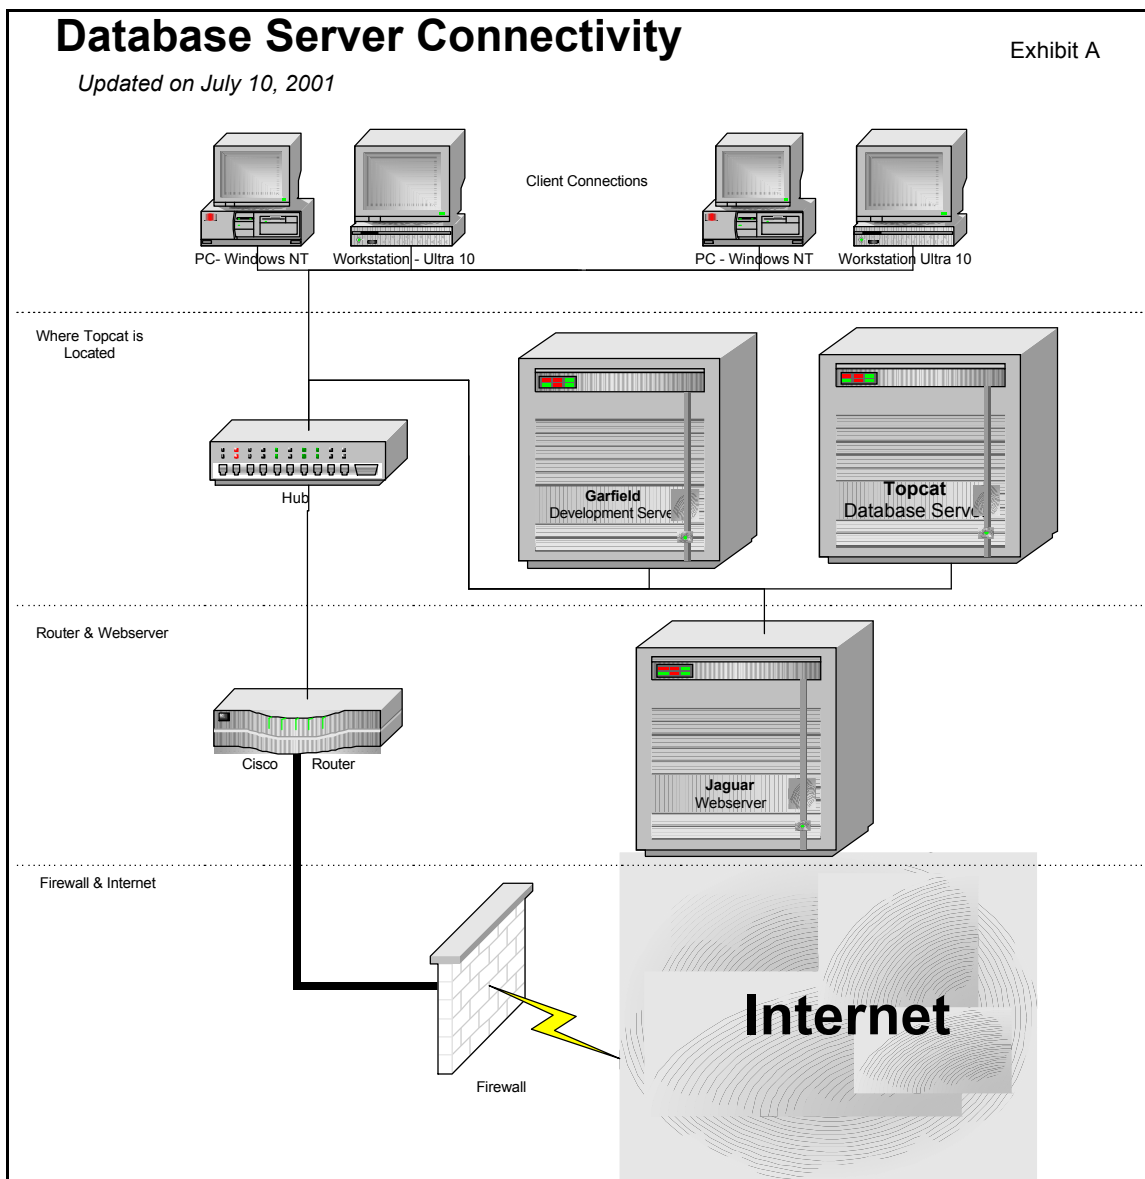 Database Server Connectivity
Exhibit A
Updated on July 10, 2001
Client Connections
PC- Windows NT
Workstation - Ultra 10
PC - Windows NT
Workstation Ultra 10
Where Topcat is
Located
Hub
Garfield
Development Server
Topcat
Database Server
Router & Webserver
Cisco Router
Jaguar
Webserver
Firewall & Internet
Internet
Firewall